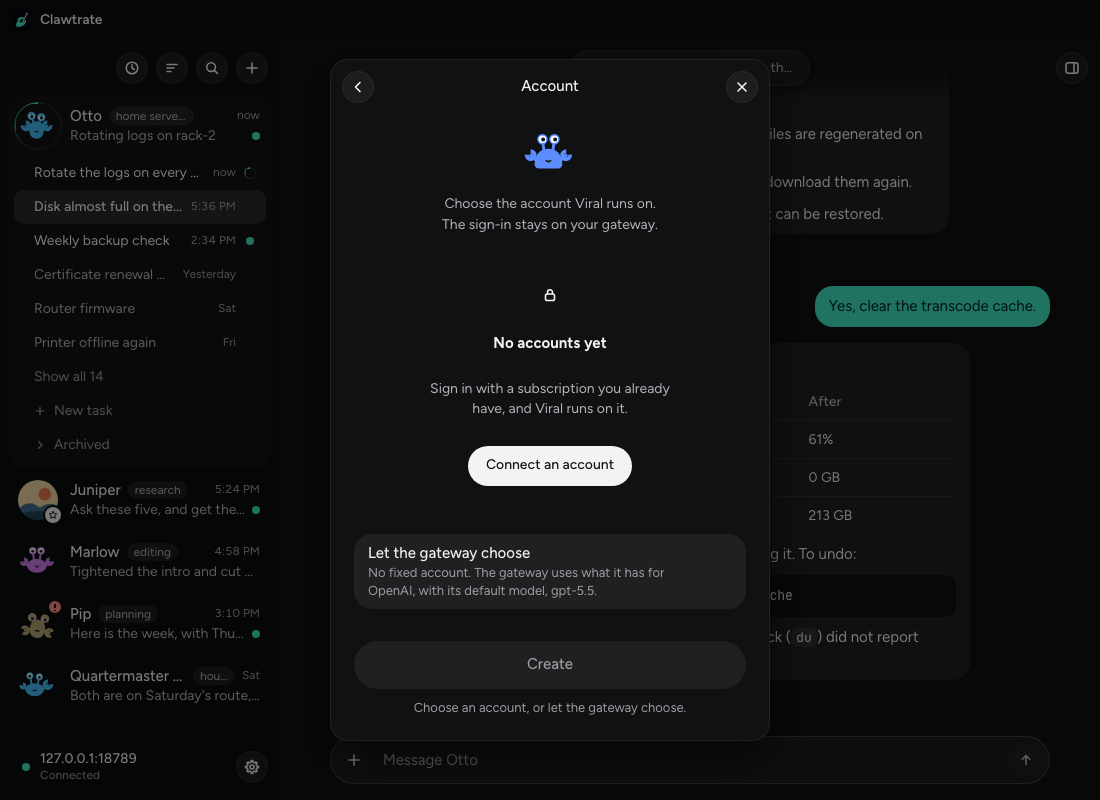 Clawtrate
Otto
home serve...
now
Rotating logs on rack-2
Rotate the logs on every ...
now
Disk almost full on the...
5:36 PM
Weekly backup check
2:34 PM
Certificate renewal ...
Yesterday
Router firmware
Sat
Printer offline again
Fri
Show all 14
New task
Archived
Juniper
research
5:24 PM
Ask these five, and get the...
Marlow
editing
4:58 PM
Tightened the intro and cut ...
Pip
planning
3:10 PM
Here is the week, with Thu...
Quartermaster ...
hou...
Sat
Both are on Saturday's route,...
127.0.0.1:18789
Connected
Account
Choose the account Viral runs on.
The sign-in stays on your gateway.
No accounts yet
Sign in with a subscription you already
have, and Viral runs on it.
Connect an account
Let the gateway choose
No fixed account. The gateway uses what it has for
OpenAI, with its default model, gpt-5.5.
Create
Choose an account, or let the gateway choose.
th...
iles are regenerated on
download them again.
can be restored.
Yes, clear the transcode cache.
After
61%
0 GB
213 GB
g it. To undo:
che
ck (du) did not report
Message Otto